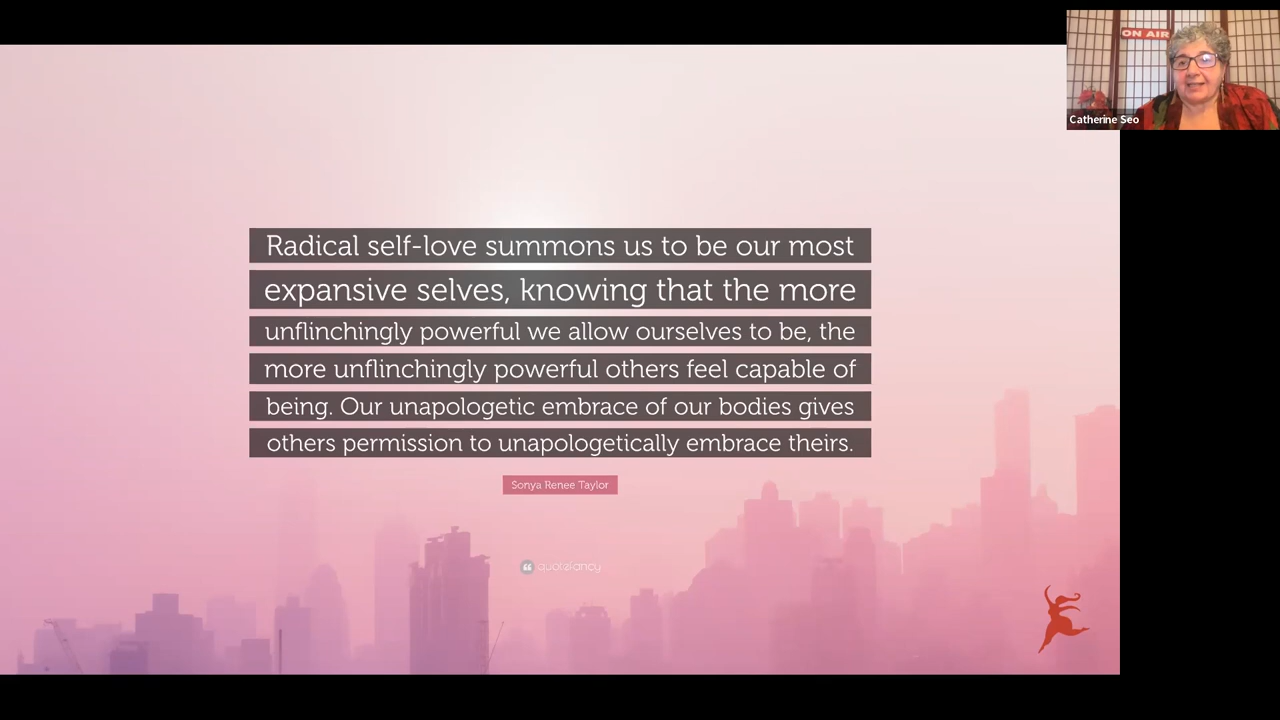 ON AIR
Catherine Seo
Radical self-love summons us to be our most
expansive selves, knowing that the more
unflinchingly powerful we allow ourselves to be, the
more unflinchingly powerful others feel capable of
being. Our unapologetic embrace of our bodies gives
others permission to unapologetically embrace theirs.
Sonya Renee Taylor
quotefancy